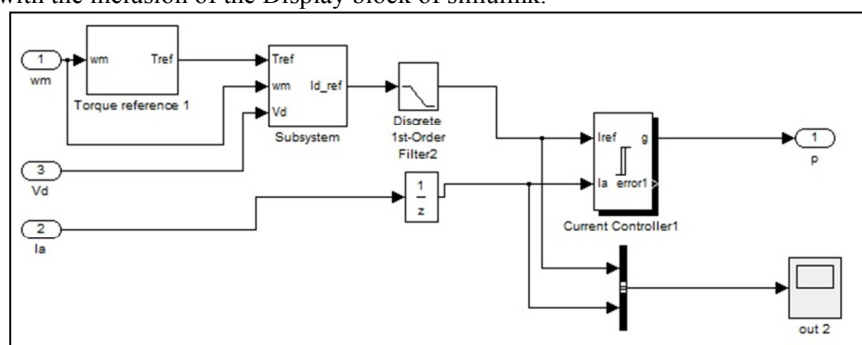 with the inclusion of the Display block of simulink.
1
wm
wm
Tref
Torque reference 1
Tref
wm
Vd
Id_ref
Subsystem
Discrete
1st-Order
Filter2
3
Vd
2
Ia
1
z
Iref
g
Ia
error1
Current Controller1
1
p
out 2